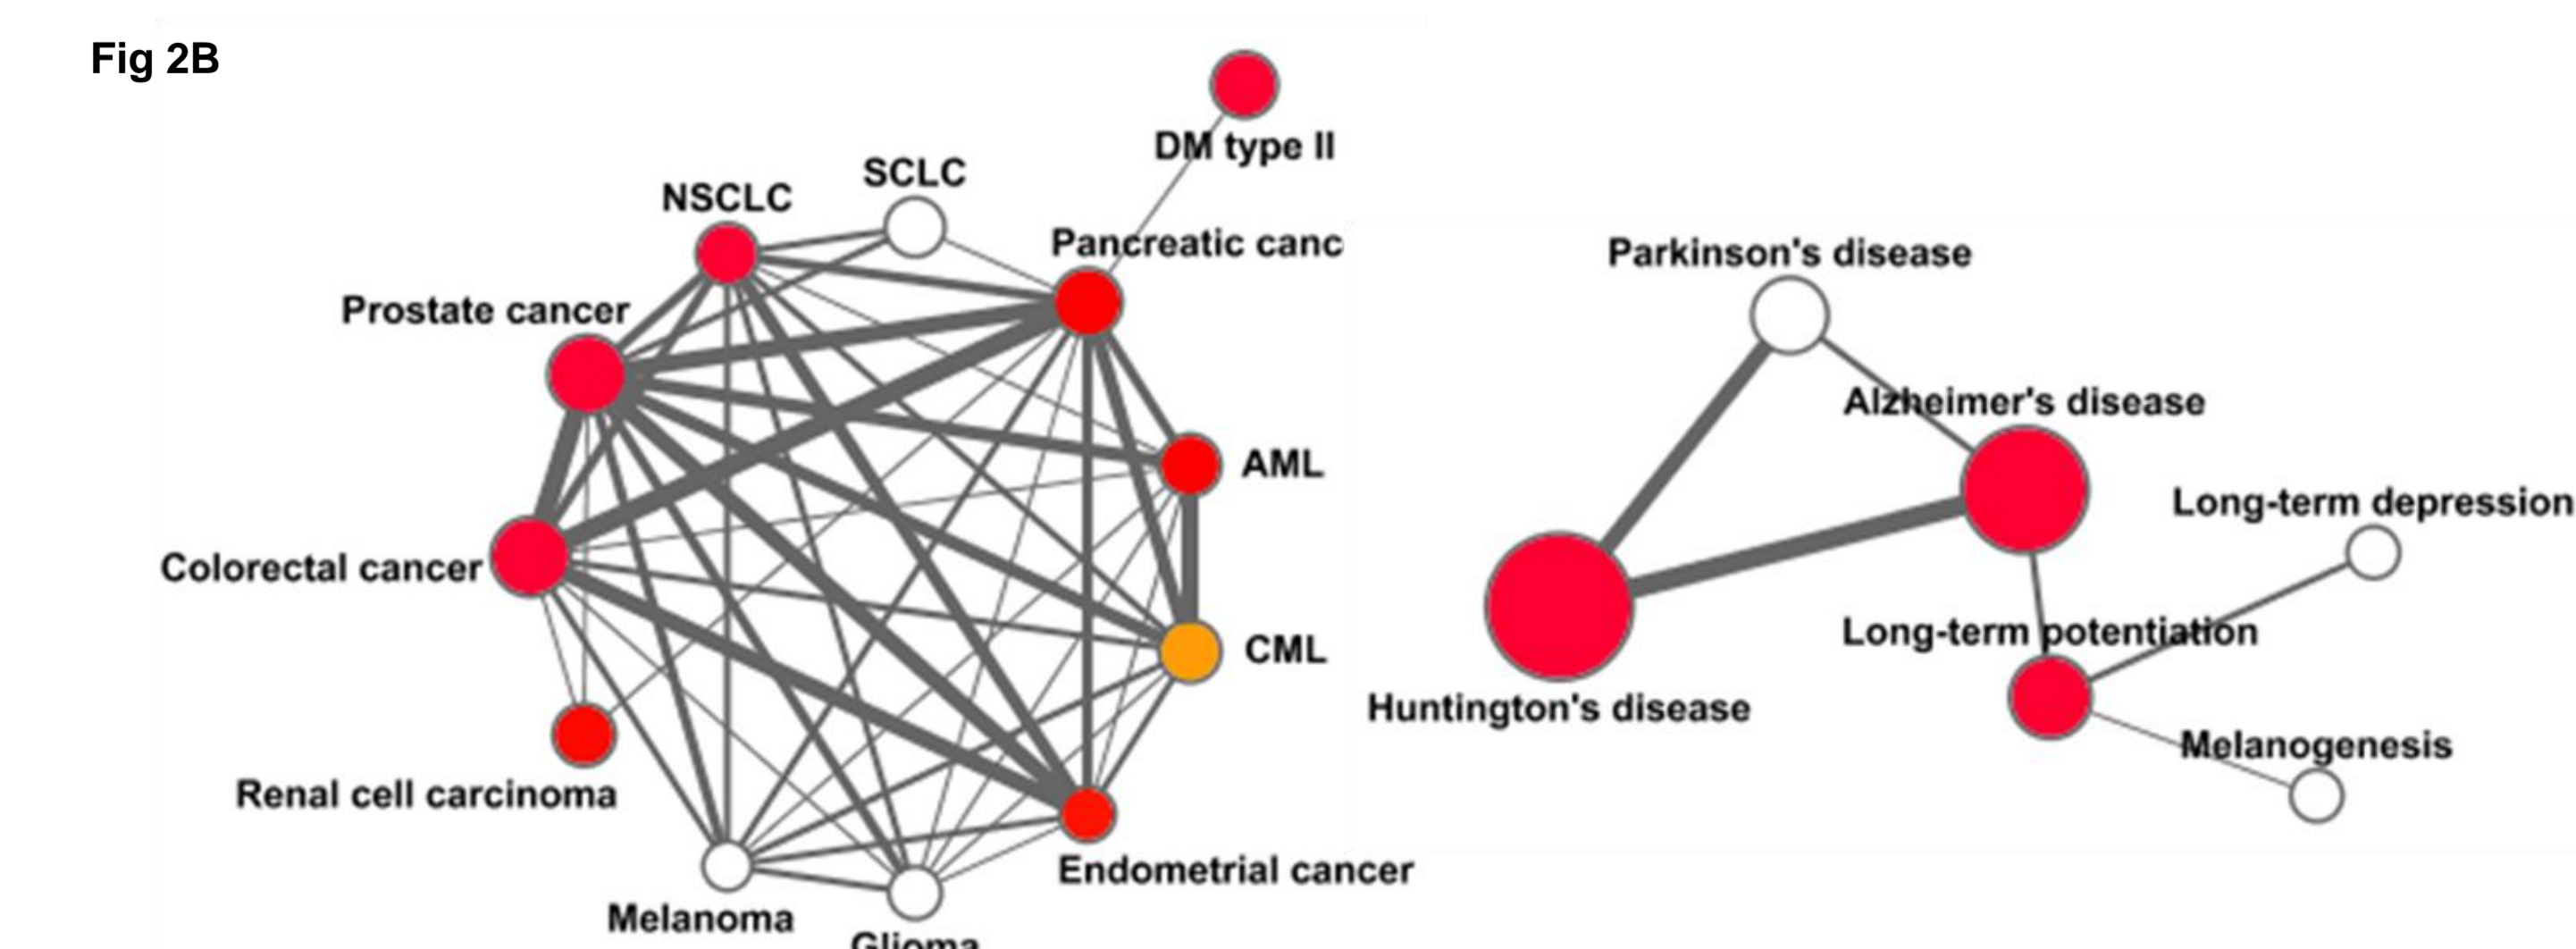 Fig 2B
DM type II
SCLC
NSCLC
Pancreatic canc
Prostate cancer
AML
Colorectal cancer
CML
Renal cell carcinoma
Endometrial cancer
Melanoma
Glioma
Parkinson's disease
Alzheimer's disease
Long-term depression
Long-term potentiation
Huntington's disease
Melanogenesis